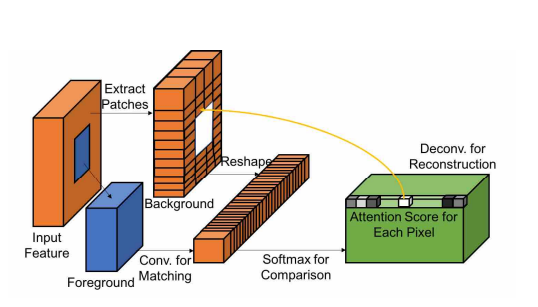 Extract
Patches
Deconv. for
Reconstruction
Reshape
Background
Attention Score for
Each Pixel
Input
Feature
Conv. for
Matching
Softmax for
Comparison
Foreground